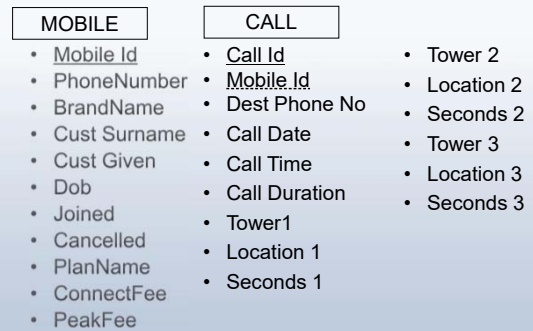 MOBILE
• Mobile Id
• PhoneNumber
• BrandName
• Cust Surname
• Cust Given
• Dob
• Joined
• Cancelled
• PlanName
• ConnectFee
• PeakFee
CALL
• Call Id
• Mobile Id
• Dest Phone No
• Call Date
• Call Time
• Call Duration
• Tower1
• Location 1
• Seconds 1
• Tower 2
• Location 2
• Seconds 2
• Tower 3
• Location 3
• Seconds 3